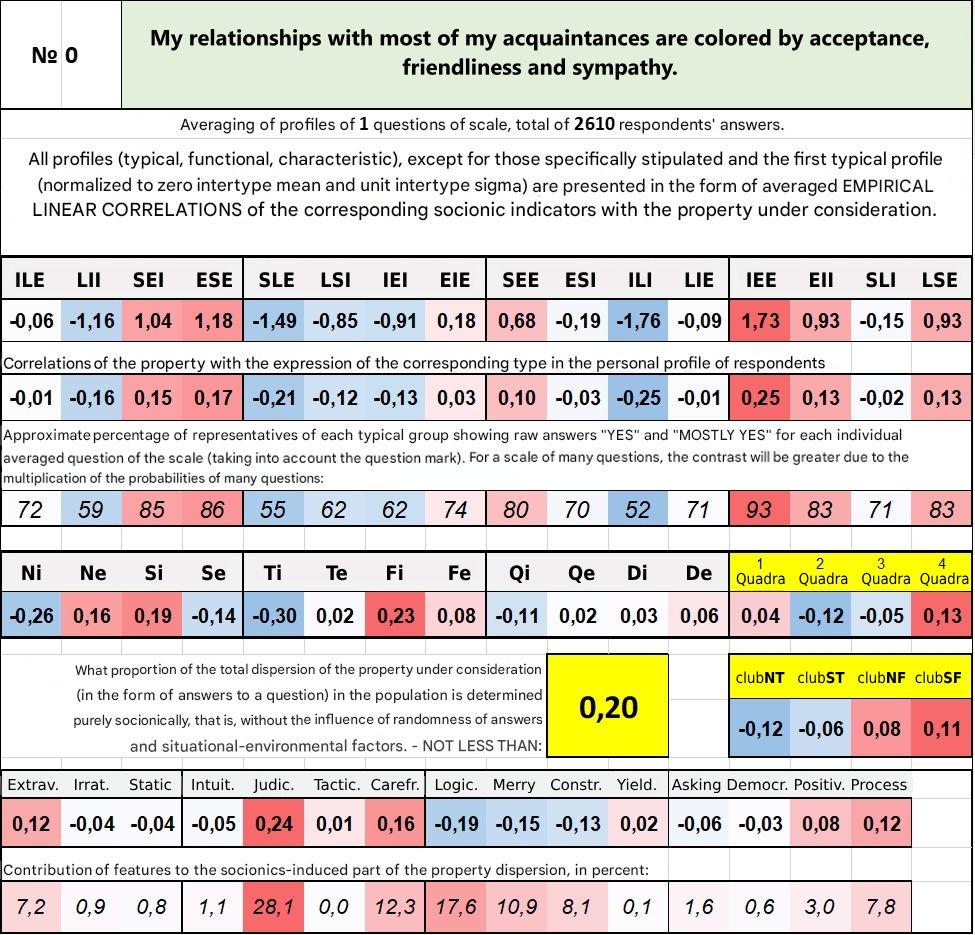 № 0
My relationships with most of my acquaintances are colored by acceptance,
friendliness and sympathy.
Averaging of profiles of 1 questions of scale, total of 2610 respondents' answers.
All profiles (typical, functional, characteristic), except for those specifically stipulated and the first typical profile
(normalized to zero intertype mean and unit intertype sigma) are presented in the form of averaged EMPIRICAL
LINEAR CORRELATIONS of the corresponding socionic indicators with the property under consideration.
ILE LII SEI ESE SLE LSI IEI EIE SEE ESI ILI LIE IEE EII SLI LSE
-0,06 -1,16 1,04 1,18 -1,49 -0,85 -0,91 0,18 0,68 -0,19 -1,76 -0,09 1,73 0,93 -0,15 0,93
Correlations of the property with the expression of the corresponding type in the personal profile of respondents
-0,01 -0,16 0,15 0,17 -0,21 -0,12 -0,13 0,03 0,10 -0,03 -0,25 -0,01 0,25 0,13 -0,02 0,13
Approximate percentage of representatives of each typical group showing raw answers "YES" and "MOSTLY YES" for each individual
averaged question of the scale (taking into account the question mark). For a scale of many questions, the contrast will be greater due to the
multiplication of the probabilities of many questions:
72 59 85 86 55 62 62 74 80 70 52 71 93 83 71 83
Ni Ne Si Se Ti Te Fi Fe Qi Qe Di De 1 Quadra 2 Quadra 3 Quadra 4 Quadra
-0,26 0,16 0,19 -0,14 -0,30 0,02 0,23 0,08 -0,11 0,02 0,03 0,06 0,04 -0,12 -0,05 0,13
What proportion of the total dispersion of the property under consideration
(in the form of answers to a question) in the population is determined
purely socionically, that is, without the influence of randomness of answers
and situational-environmental factors. - NOT LESS THAN:
0,20
clubNT clubST clubNF clubSF
-0,12 -0,06 0,08 0,11
Extrav. Irrat. Static Intuit. Judic. Tactic. Carefr. Logic. Merry Constr. Yield. Asking Democr. Positiv. Process
0,12 -0,04 -0,04 -0,05 0,24 0,01 0,16 -0,19 -0,15 -0,13 0,02 -0,06 -0,03 0,08 0,12
Contribution of features to the socionics-induced part of the property dispersion, in percent:
7,2 0,9 0,8 1,1 28,1 0,0 12,3 17,6 10,9 8,1 0,1 1,6 0,6 3,0 7,8